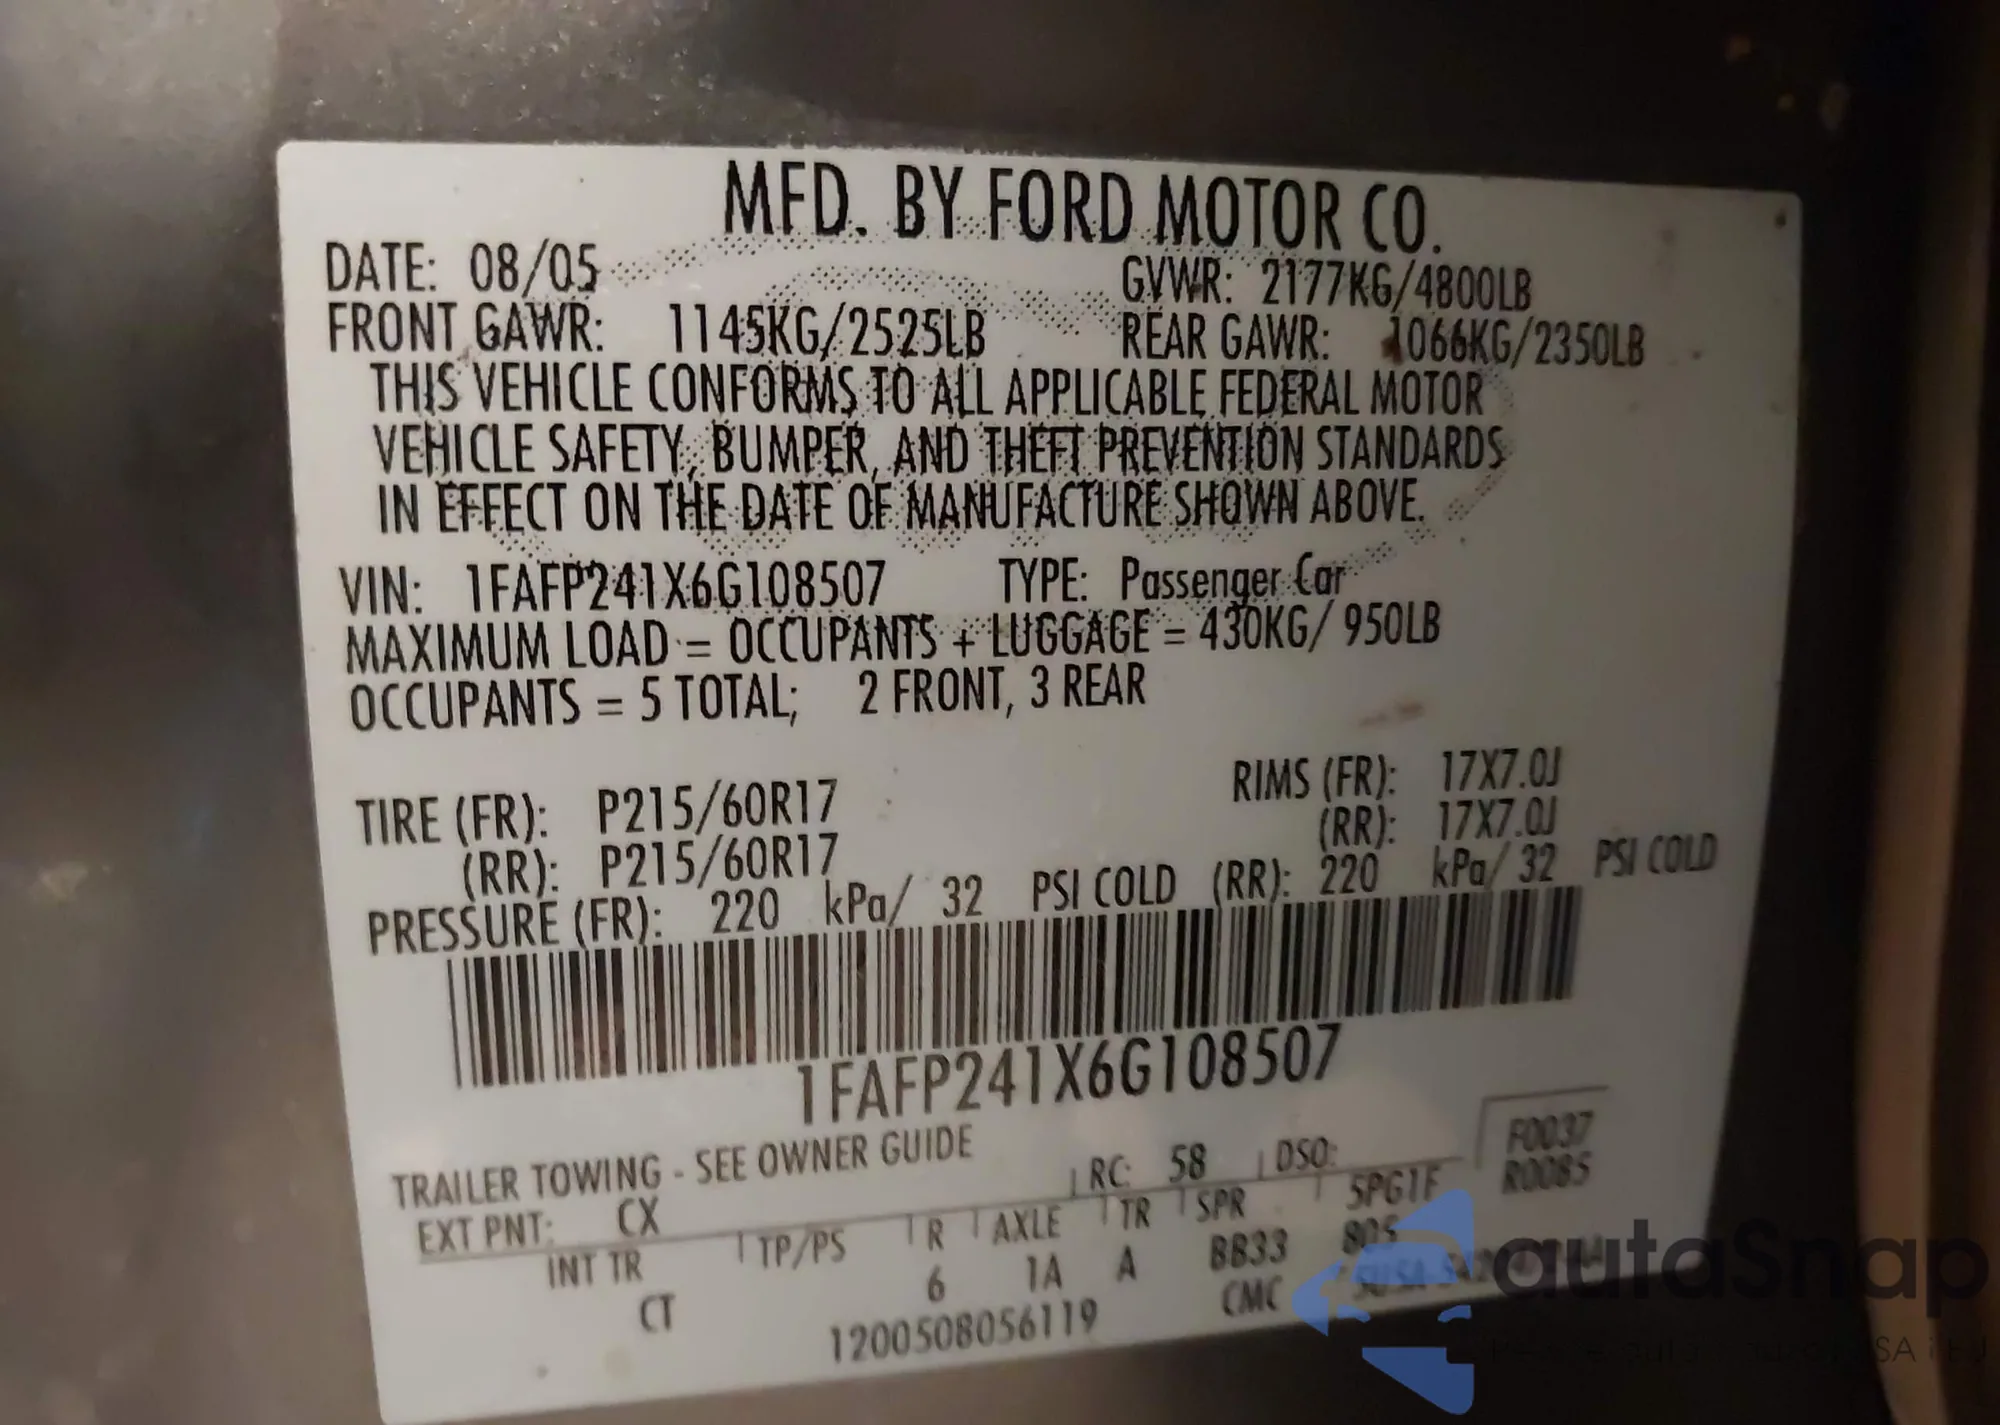 MFD. BY FORD MOTOR CO.
DATE: 08/05 GVWR: 2177KG/4800LB
FRONT GAWR: 1145KG/2525LB REAR GAWR: 1066KG/2350LB
THIS VEHICLE CONFORMS TO ALL APPLICABLE FEDERAL MOTOR
VEHICLE SAFETY, BUMPER, AND THEFT PREVENTION STANDARDS
IN EFFECT ON THE DATE OF MANUFACTURE SHOWN ABOVE.
VIN: 1FAFP241X6G108507 TYPE: Passenger Car
MAXIMUM LOAD = OCCUPANTS + LUGGAGE = 430KG/ 950LB
OCCUPANTS = 5 TOTAL; 2 FRONT, 3 REAR
TIRE (FR): P215/60R17 RIMS (FR): 17X7.0J
(RR): P215/60R17 (RR): 17X7.0J
PRESSURE (FR): 220 kPa/ 32 PSI COLD (RR): 220 kPa/ 32 PSI COLD
1FAFP241X6G108507
TRAILER TOWING - SEE OWNER GUIDE
F0037
R0085
EXT PNT: CX RC: 58 DSO:
INT TR TP/PS R AXLE TR SPR 5PG1F
CT 6 1A A BB33 805
1200508056119 CMC
autoSnap